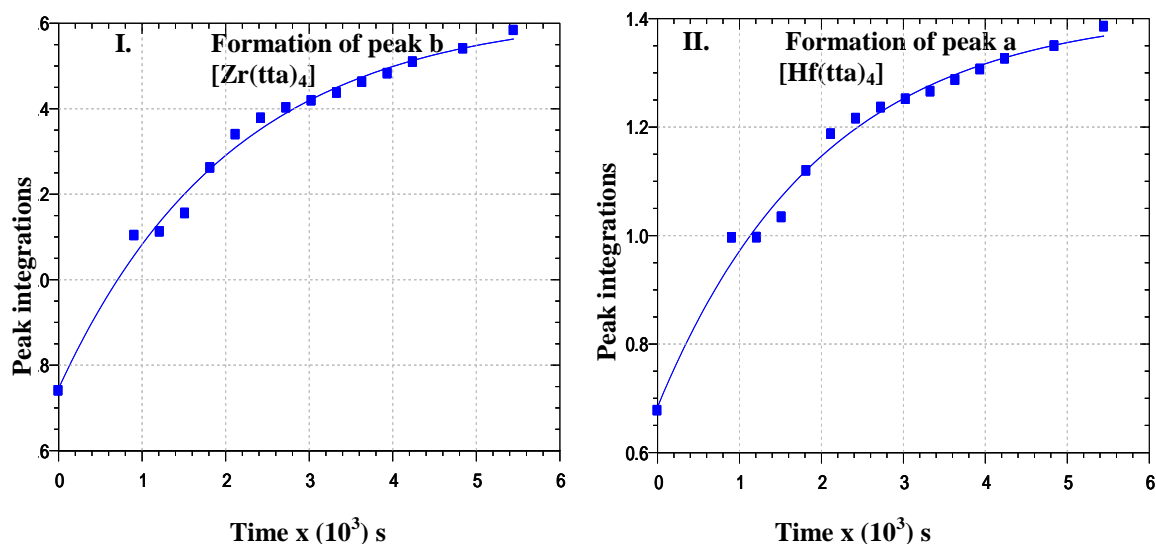 I. Formation of peak b
[Zr(tta)₄]
Peak integrations
.6
.4
.2
.0
.8
.6
0 1 2 3 4 5 6
Time x (10³) s
II. Formation of peak a
[Hf(tta)₄]
Peak integrations
1.4
1.2
1.0
0.8
0.6
0 1 2 3 4 5 6
Time x (10³) s